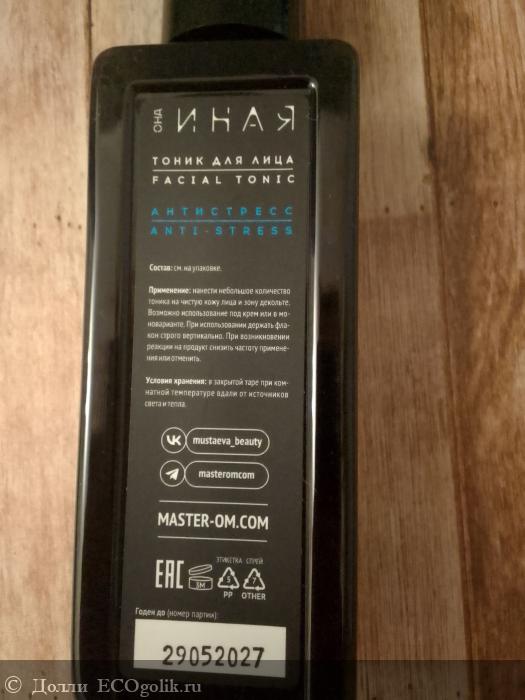 ОНА ИНАЯ
ТОНИК ДЛЯ ЛИЦА
FACIAL TONIC
АНТИСТРЕСС
ANTI-STRESS
Состав: см. на упаковке.
Применение: нанести небольшое количество
тоника на чистую кожу лица и зону декольте.
Возможно использование под крем или в мо-
новарианте. При использовании держать фла-
кон строго вертикально. При возникновении
реакции на продукт снизить частоту примене-
ния или отменить.
Условия хранения: в закрытой таре при ком-
натной температуре вдали от источников
света и тепла.
mustaeva_beauty
masteromcom
MASTER-OM.COM
ЭТИКЕТКА СПРЕЙ
EAC 3M 5 7
PP OTHER
Годен до (номер партии):
29052027
© Долли ECOgolik.ru